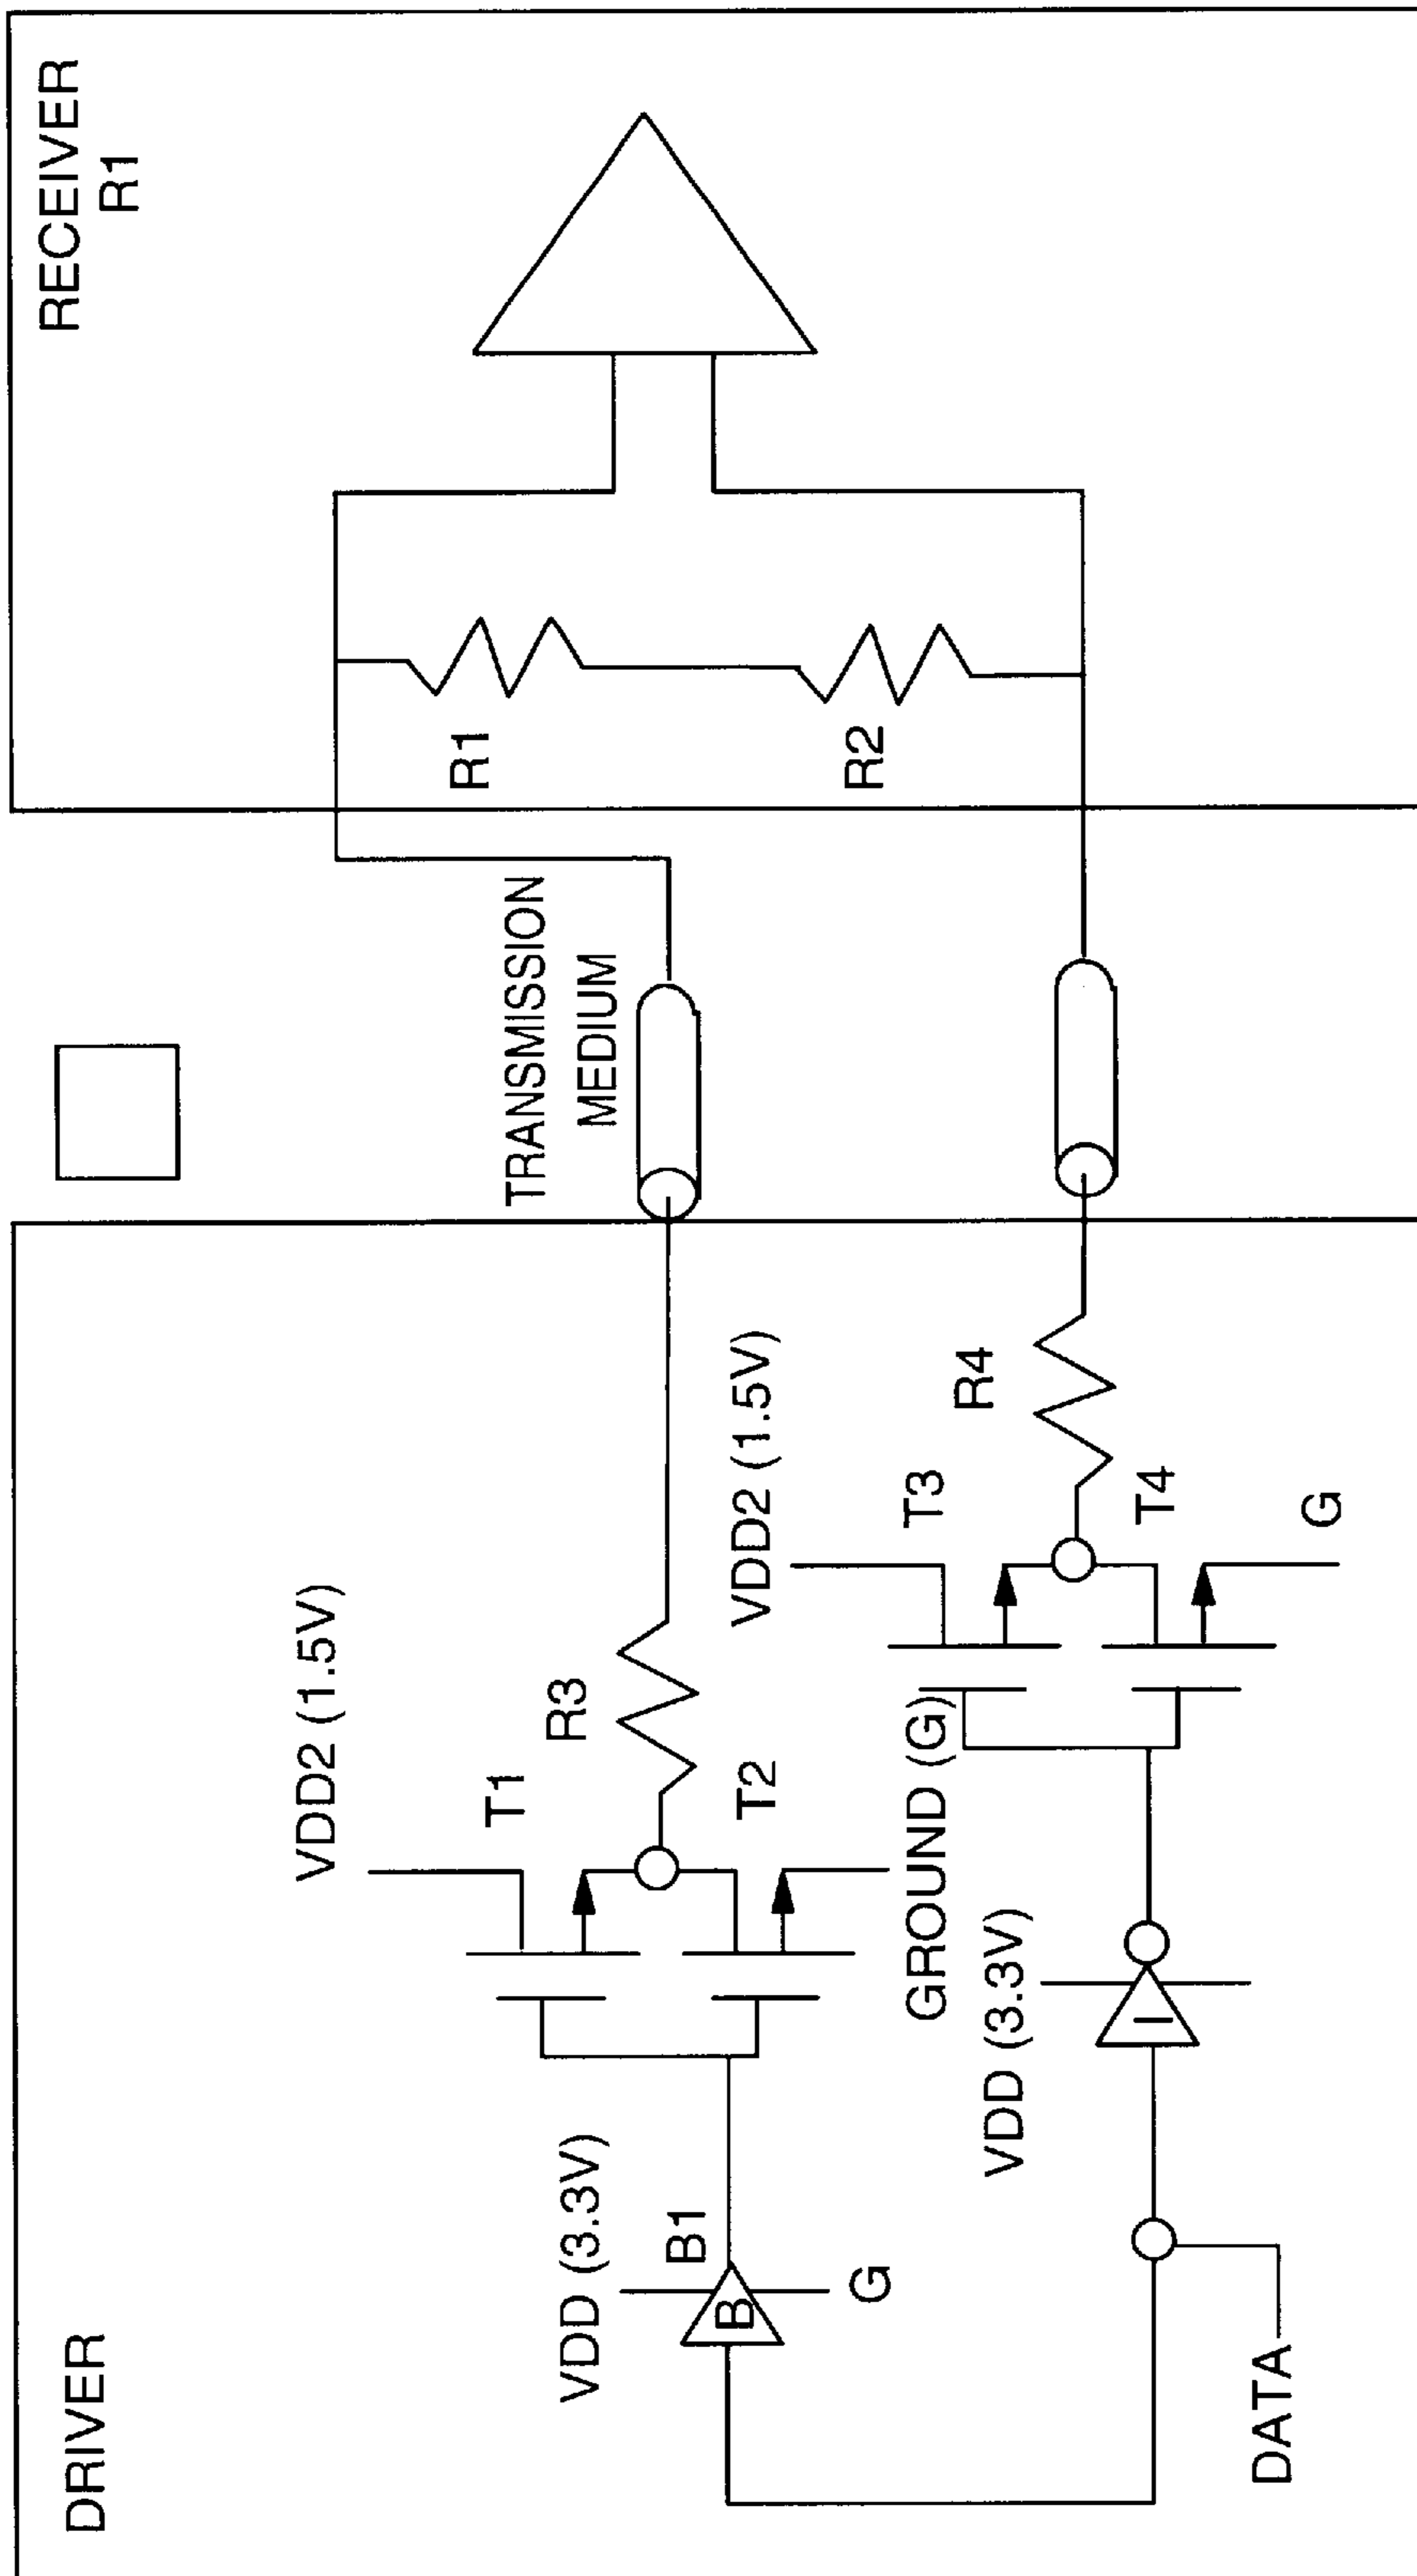 DRIVER
VDD2 (1.5V)
T1
R3
T2
VDD (3.3V)
B1
B
G
GROUND (G)
VDD2 (1.5V)
T3
R4
T4
G
VDD (3.3V)
I
DATA
TRANSMISSION
MEDIUM
RECEIVER
R1
R1
R2